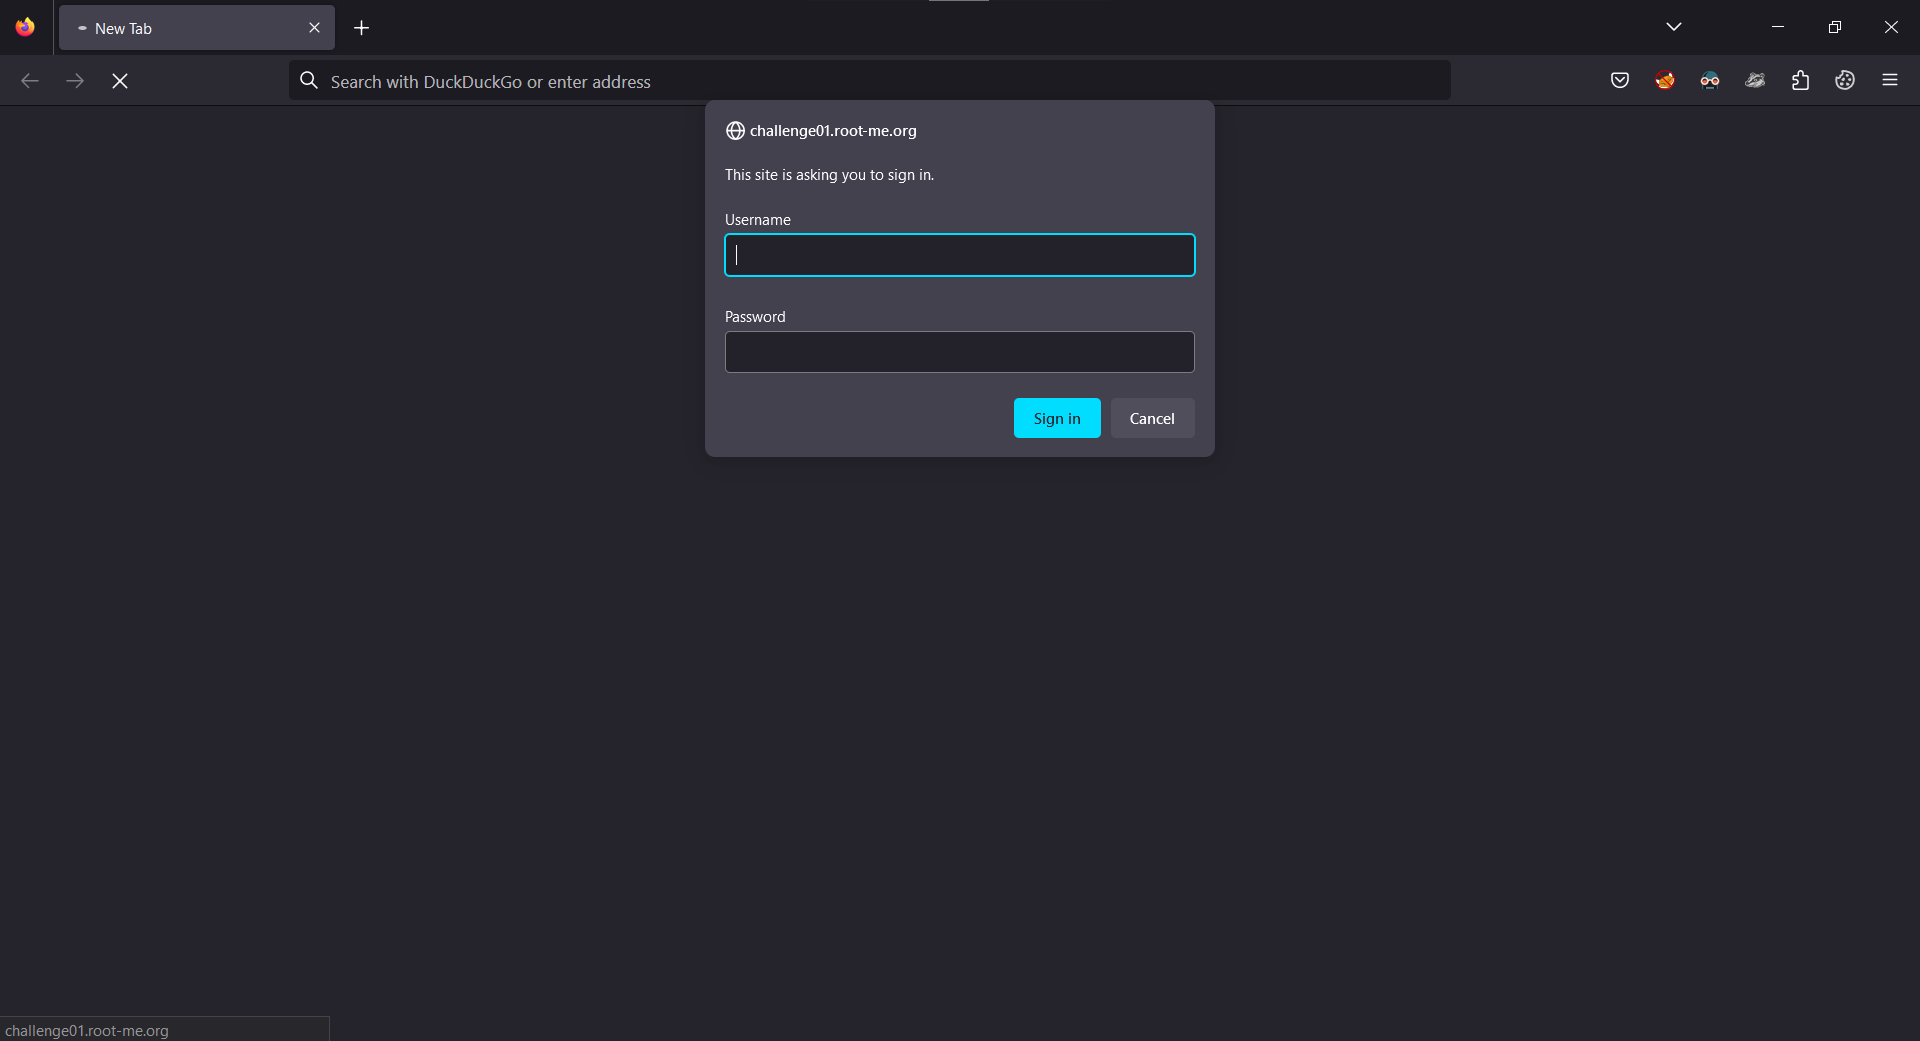 New Tab
Search with DuckDuckGo or enter address
challenge01.root-me.org
This site is asking you to sign in.
Username
Password
Sign in
Cancel
challenge01.root-me.org